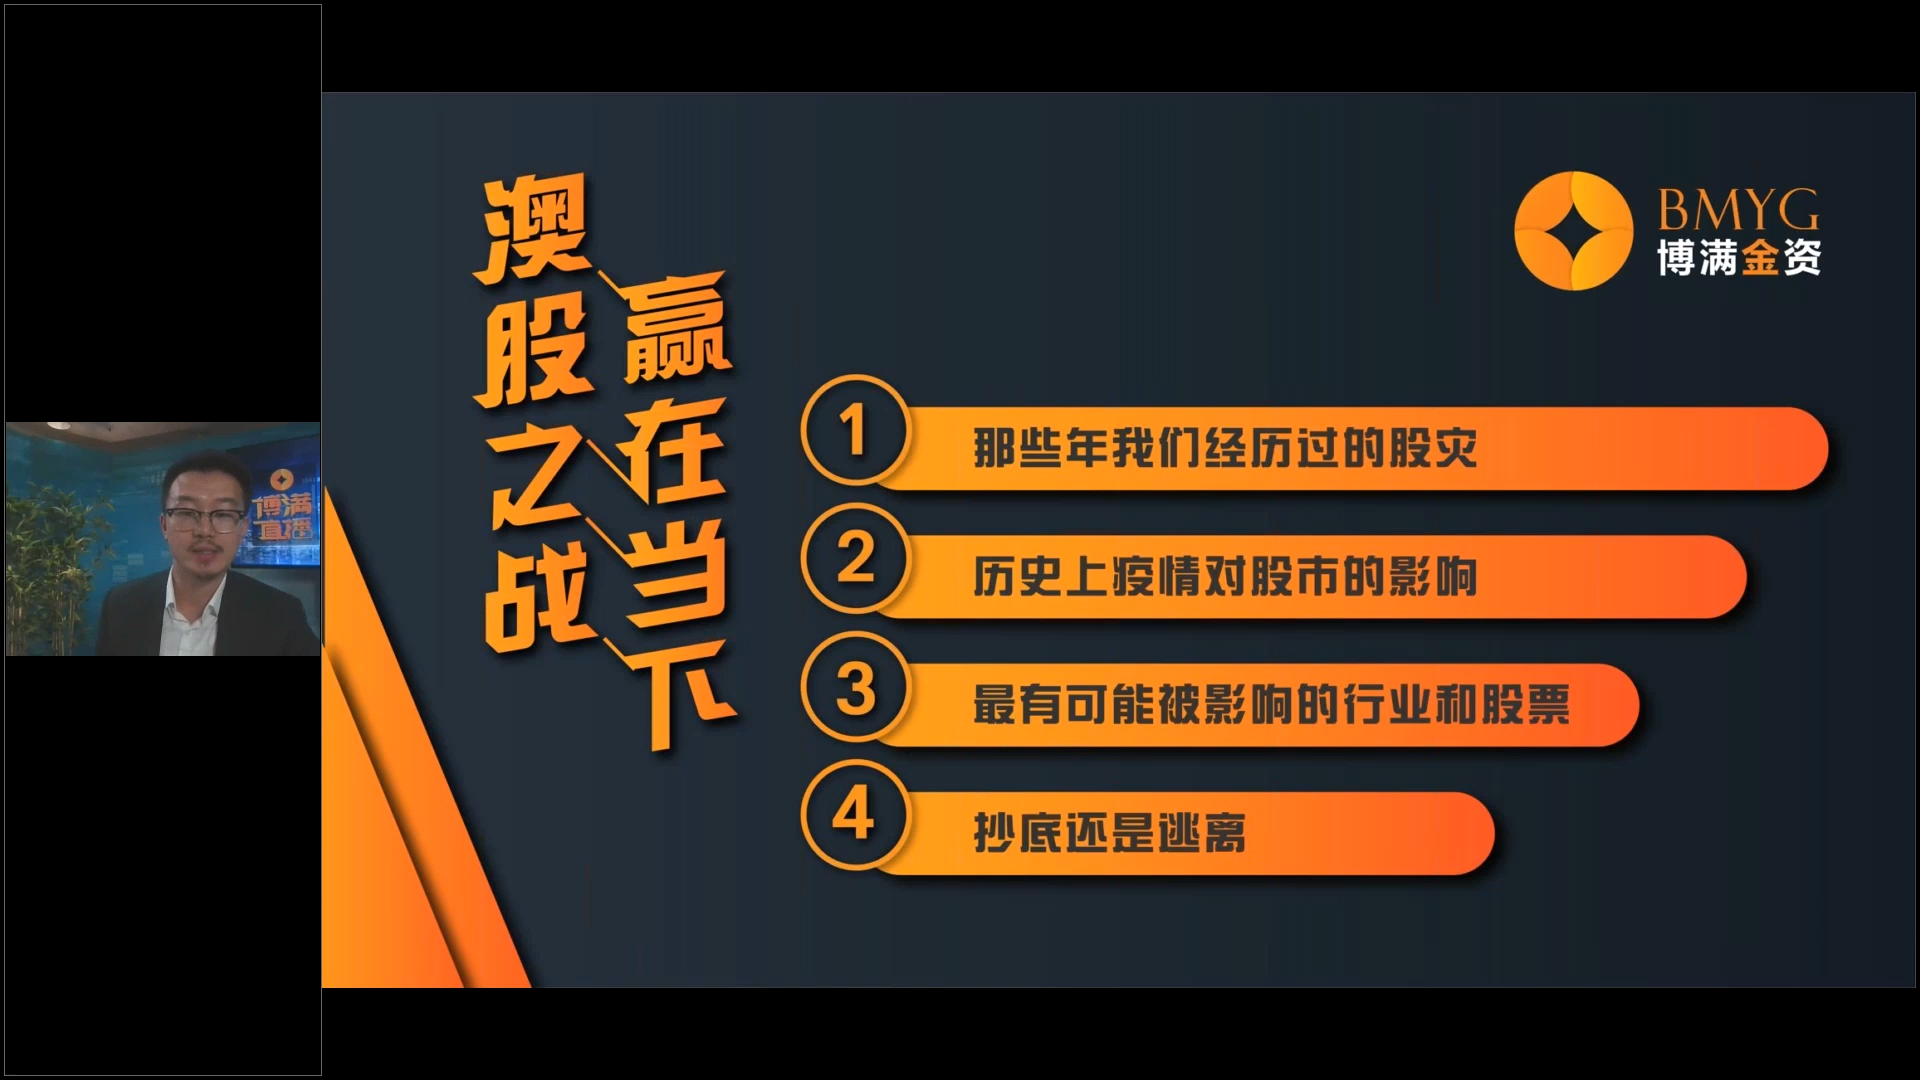 澳股之战
赢在当下
BMYG
博满金资
1
那些年我们经历过的股灾
2
历史上疫情对股市的影响
3
最有可能被影响的行业和股票
4
抄底还是逃离
博满
直播